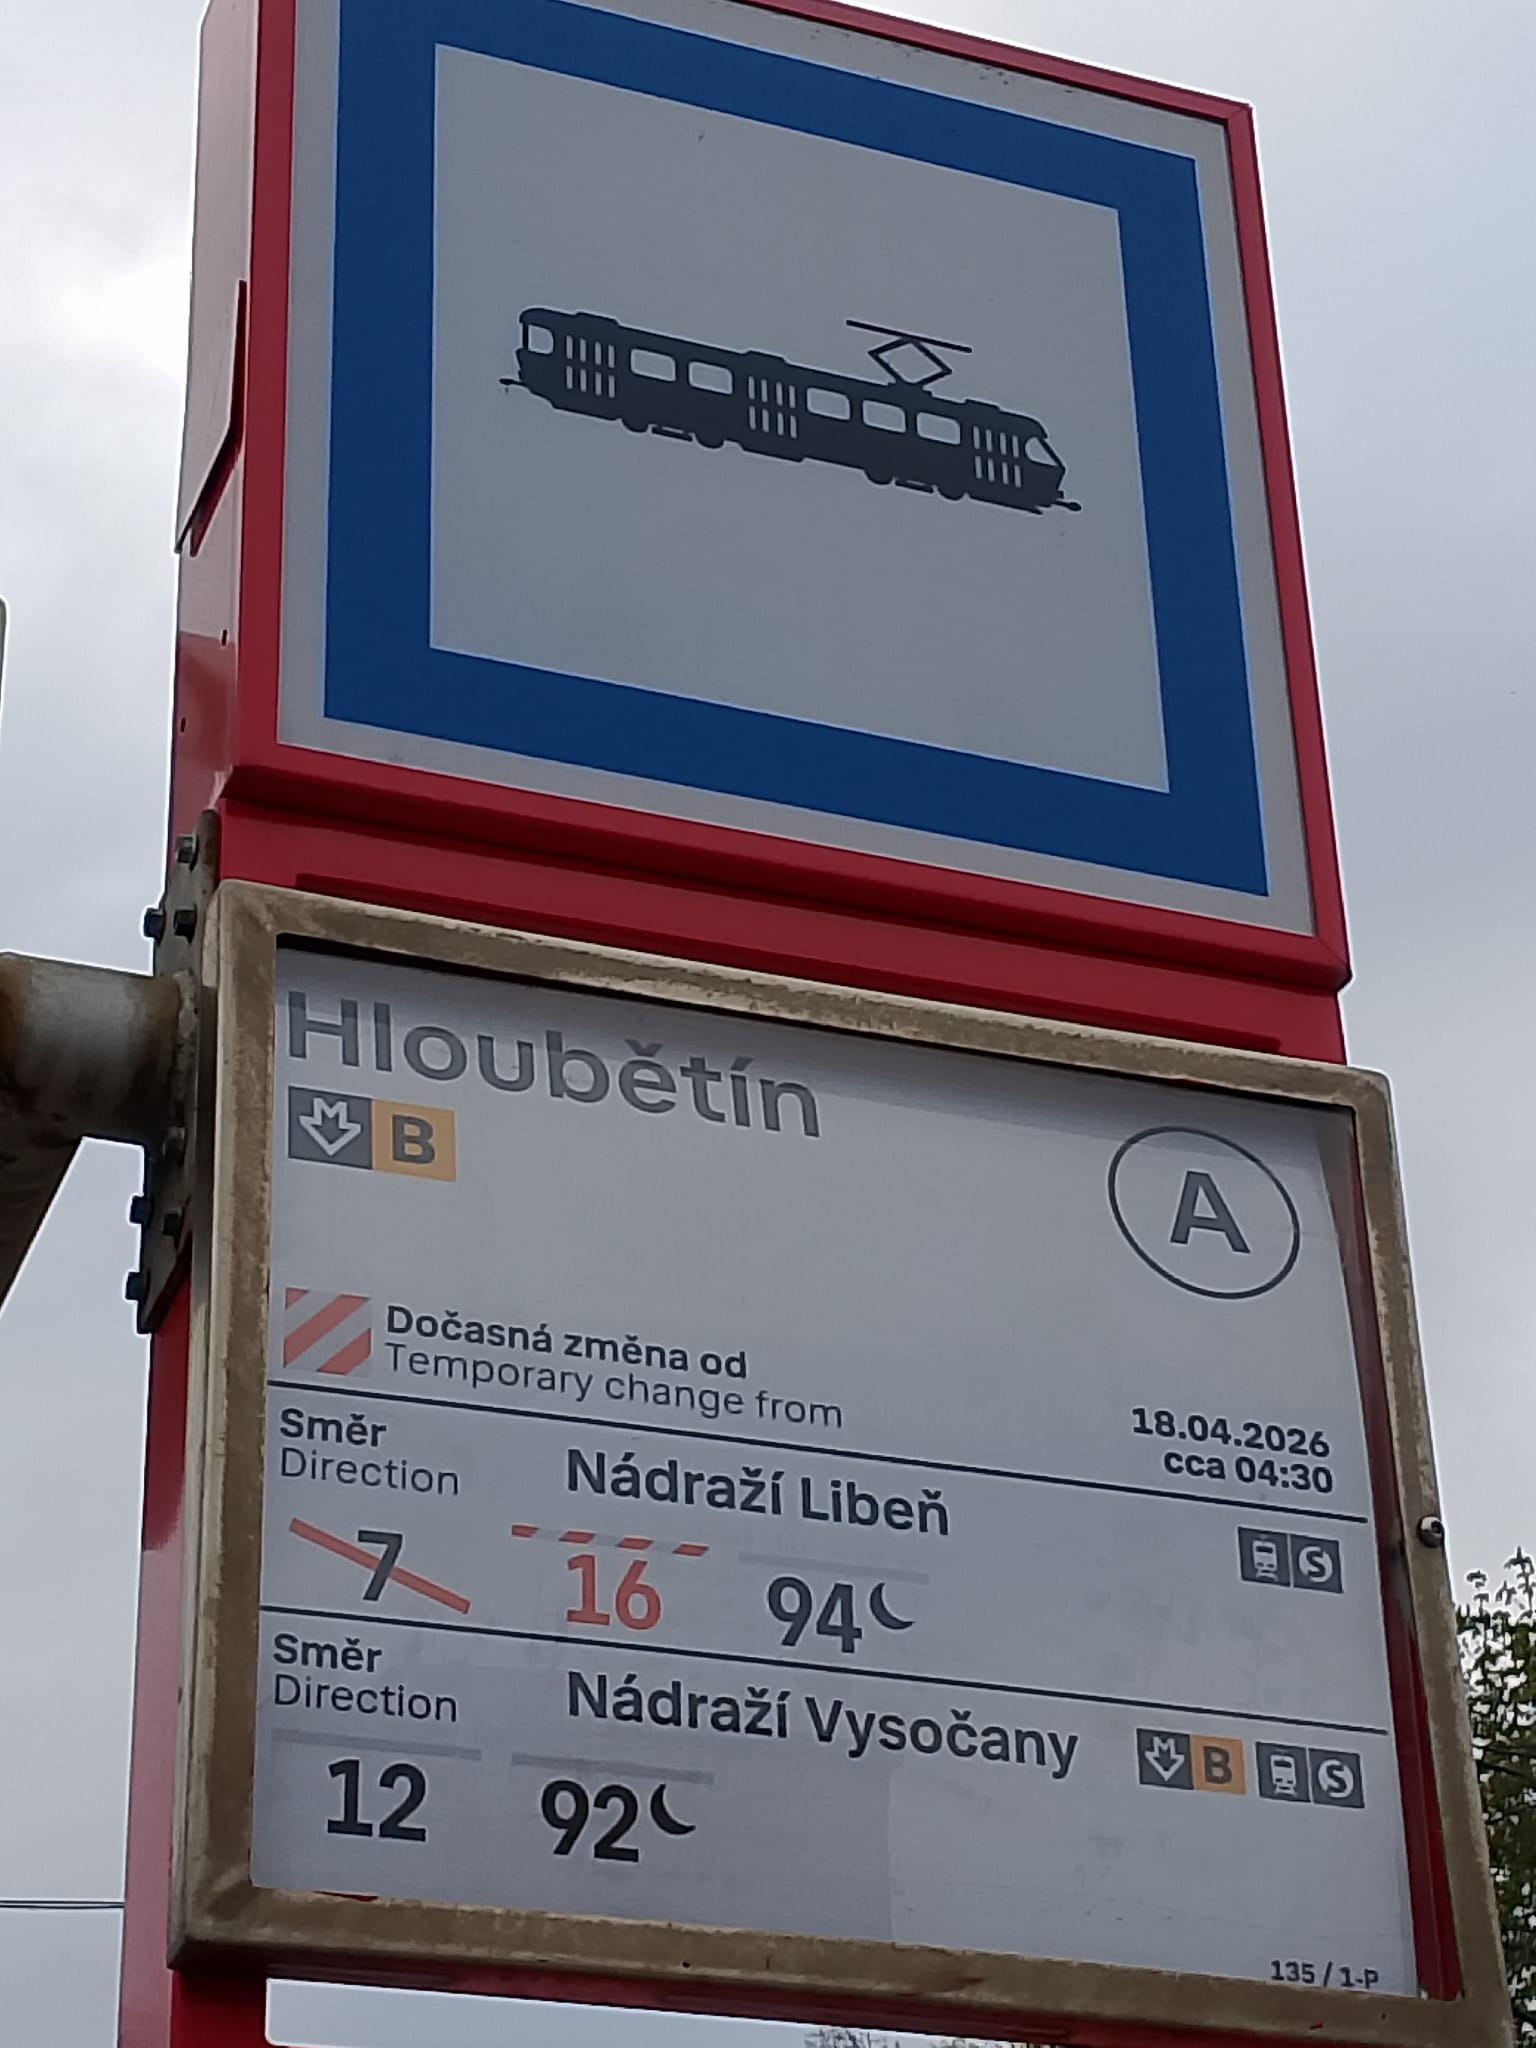 Hloubětín
M B
A
Dočasná změna od
Temporary change from
18.04.2026
cca 04:30
Směr
Direction
Nádraží Libeň
S
7 16 94
Směr
Direction
Nádraží Vysočany
M B S
12 92
135 / 1-P